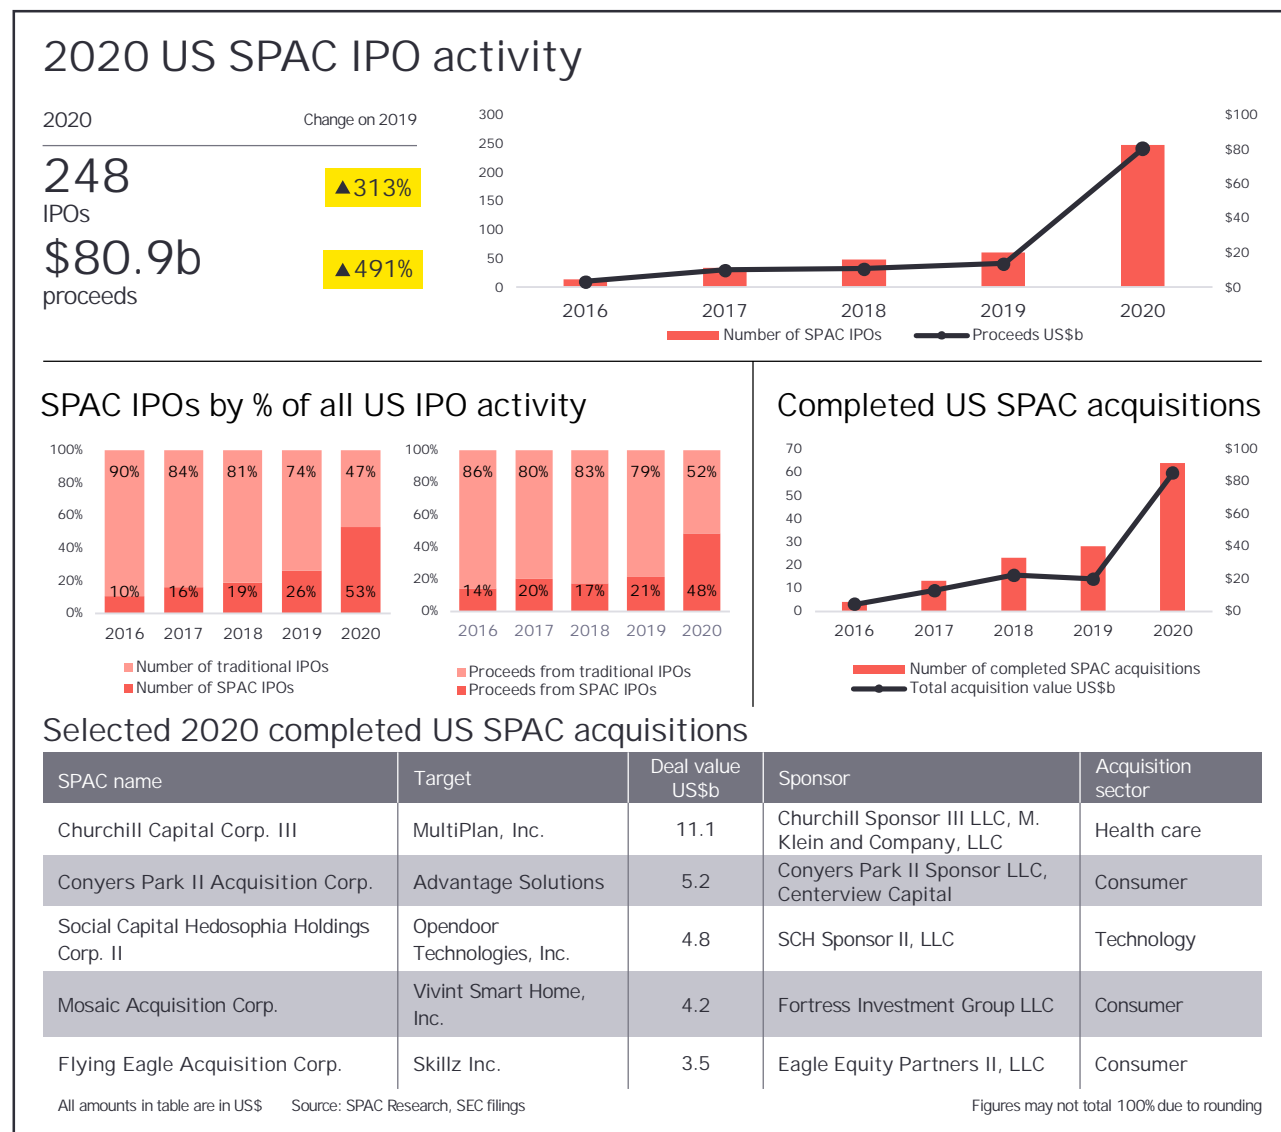 2020 US SPAC IPO activity
2020 Change on 2019
248
IPOs
▲313%
$80.9b
proceeds
▲491%
300
250
200
150
100
50
0
$100
$80
$60
$40
$20
$0
2016 2017 2018 2019 2020
Number of SPAC IPOs Proceeds US$b
SPAC IPOs by % of all US IPO activity
100%
80%
60%
40%
20%
0%
90% 84% 81% 74% 47%
10% 16% 19% 26% 53%
2016 2017 2018 2019 2020
Number of traditional IPOs
Number of SPAC IPOs
100%
80%
60%
40%
20%
0%
86% 80% 83% 79% 52%
14% 20% 17% 21% 48%
2016 2017 2018 2019 2020
Proceeds from traditional IPOs
Proceeds from SPAC IPOs
Completed US SPAC acquisitions
70
60
50
40
30
20
10
0
$100
$80
$60
$40
$20
$0
2016 2017 2018 2019 2020
Number of completed SPAC acquisitions
Total acquisition value US$b
Selected 2020 completed US SPAC acquisitions
SPAC name
Target
Deal value
US$b
Sponsor
Acquisition
sector
Churchill Capital Corp. III
MultiPlan, Inc.
11.1
Churchill Sponsor III LLC, M.
Klein and Company, LLC
Health care
Conyers Park II Acquisition Corp.
Advantage Solutions
5.2
Conyers Park II Sponsor LLC,
Centerview Capital
Consumer
Social Capital Hedosophia Holdings
Corp. II
Opendoor
Technologies, Inc.
4.8
SCH Sponsor II, LLC
Technology
Mosaic Acquisition Corp.
Vivint Smart Home,
Inc.
4.2
Fortress Investment Group LLC
Consumer
Flying Eagle Acquisition Corp.
Skillz Inc.
3.5
Eagle Equity Partners II, LLC
Consumer
All amounts in table are in US$ Source: SPAC Research, SEC filings
Figures may not total 100% due to rounding